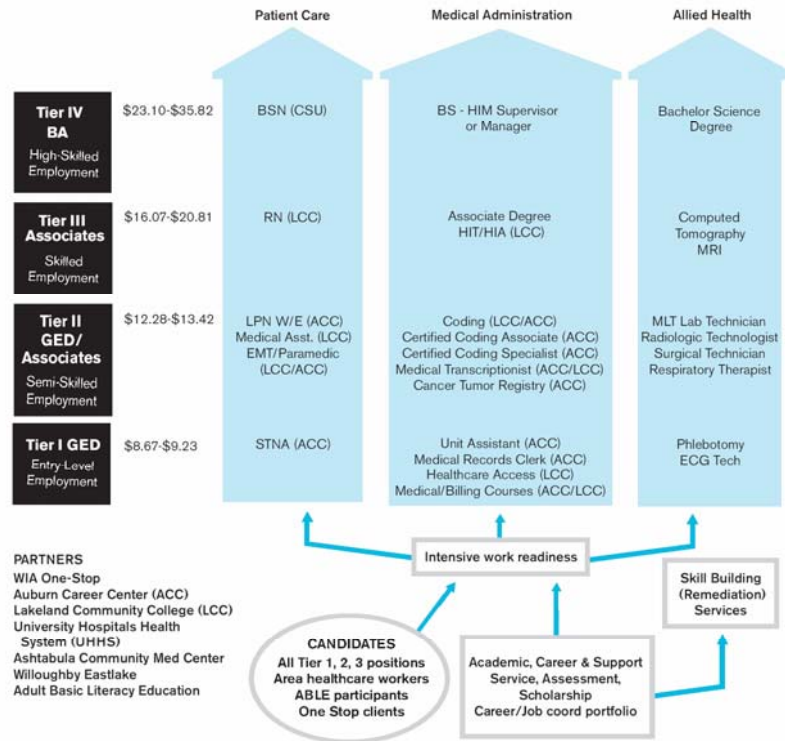 Patient Care
Medical Administration
Allied Health
Tier IV
BA
High-Skilled
Employment
$23.10-$35.82
BSN (CSU)
BS - HIM Supervisor
or Manager
Bachelor Science
Degree
Tier III
Associates
Skilled
Employment
$16.07-$20.81
RN (LCC)
Associate Degree
HIT/HIA (LCC)
Computed
Tomography
MRI
Tier II
GED/
Associates
Semi-Skilled
Employment
$12.28-$13.42
LPN W/E (ACC)
Medical Asst. (LCC)
EMT/Paramedic
(LCC/ACC)
Coding (LCC/ACC)
Certified Coding Associate (ACC)
Certified Coding Specialist (ACC)
Medical Transcriptionist (ACC/LCC)
Cancer Tumor Registry (ACC)
MLT Lab Technician
Radiologic Technologist
Surgical Technician
Respiratory Therapist
Tier I GED
Entry-Level
Employment
$8.67-$9.23
STNA (ACC)
Unit Assistant (ACC)
Medical Records Clerk (ACC)
Healthcare Access (LCC)
Medical/Billing Courses (ACC/LCC)
Phlebotomy
ECG Tech
Intensive work readiness
PARTNERS
WIA One-Stop
Auburn Career Center (ACC)
Lakeland Community College (LCC)
University Hospitals Health
System (UHHS)
Ashtabula Community Med Center
Willoughby Eastlake
Adult Basic Literacy Education
CANDIDATES
All Tier 1, 2, 3 positions
Area healthcare workers
ABLE participants
One Stop clients
Academic, Career & Support
Service, Assessment,
Scholarship
Career/Job coord portfolio
Skill Building
(Remediation)
Services